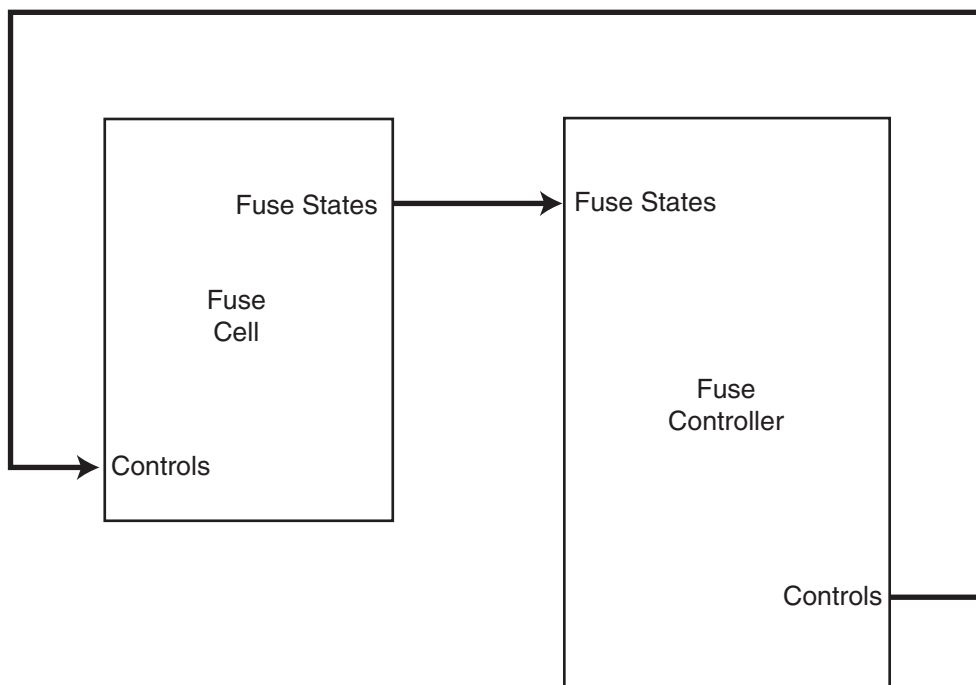 Fuse States
Fuse
Cell
Controls
Fuse States
Fuse
Controller
Controls